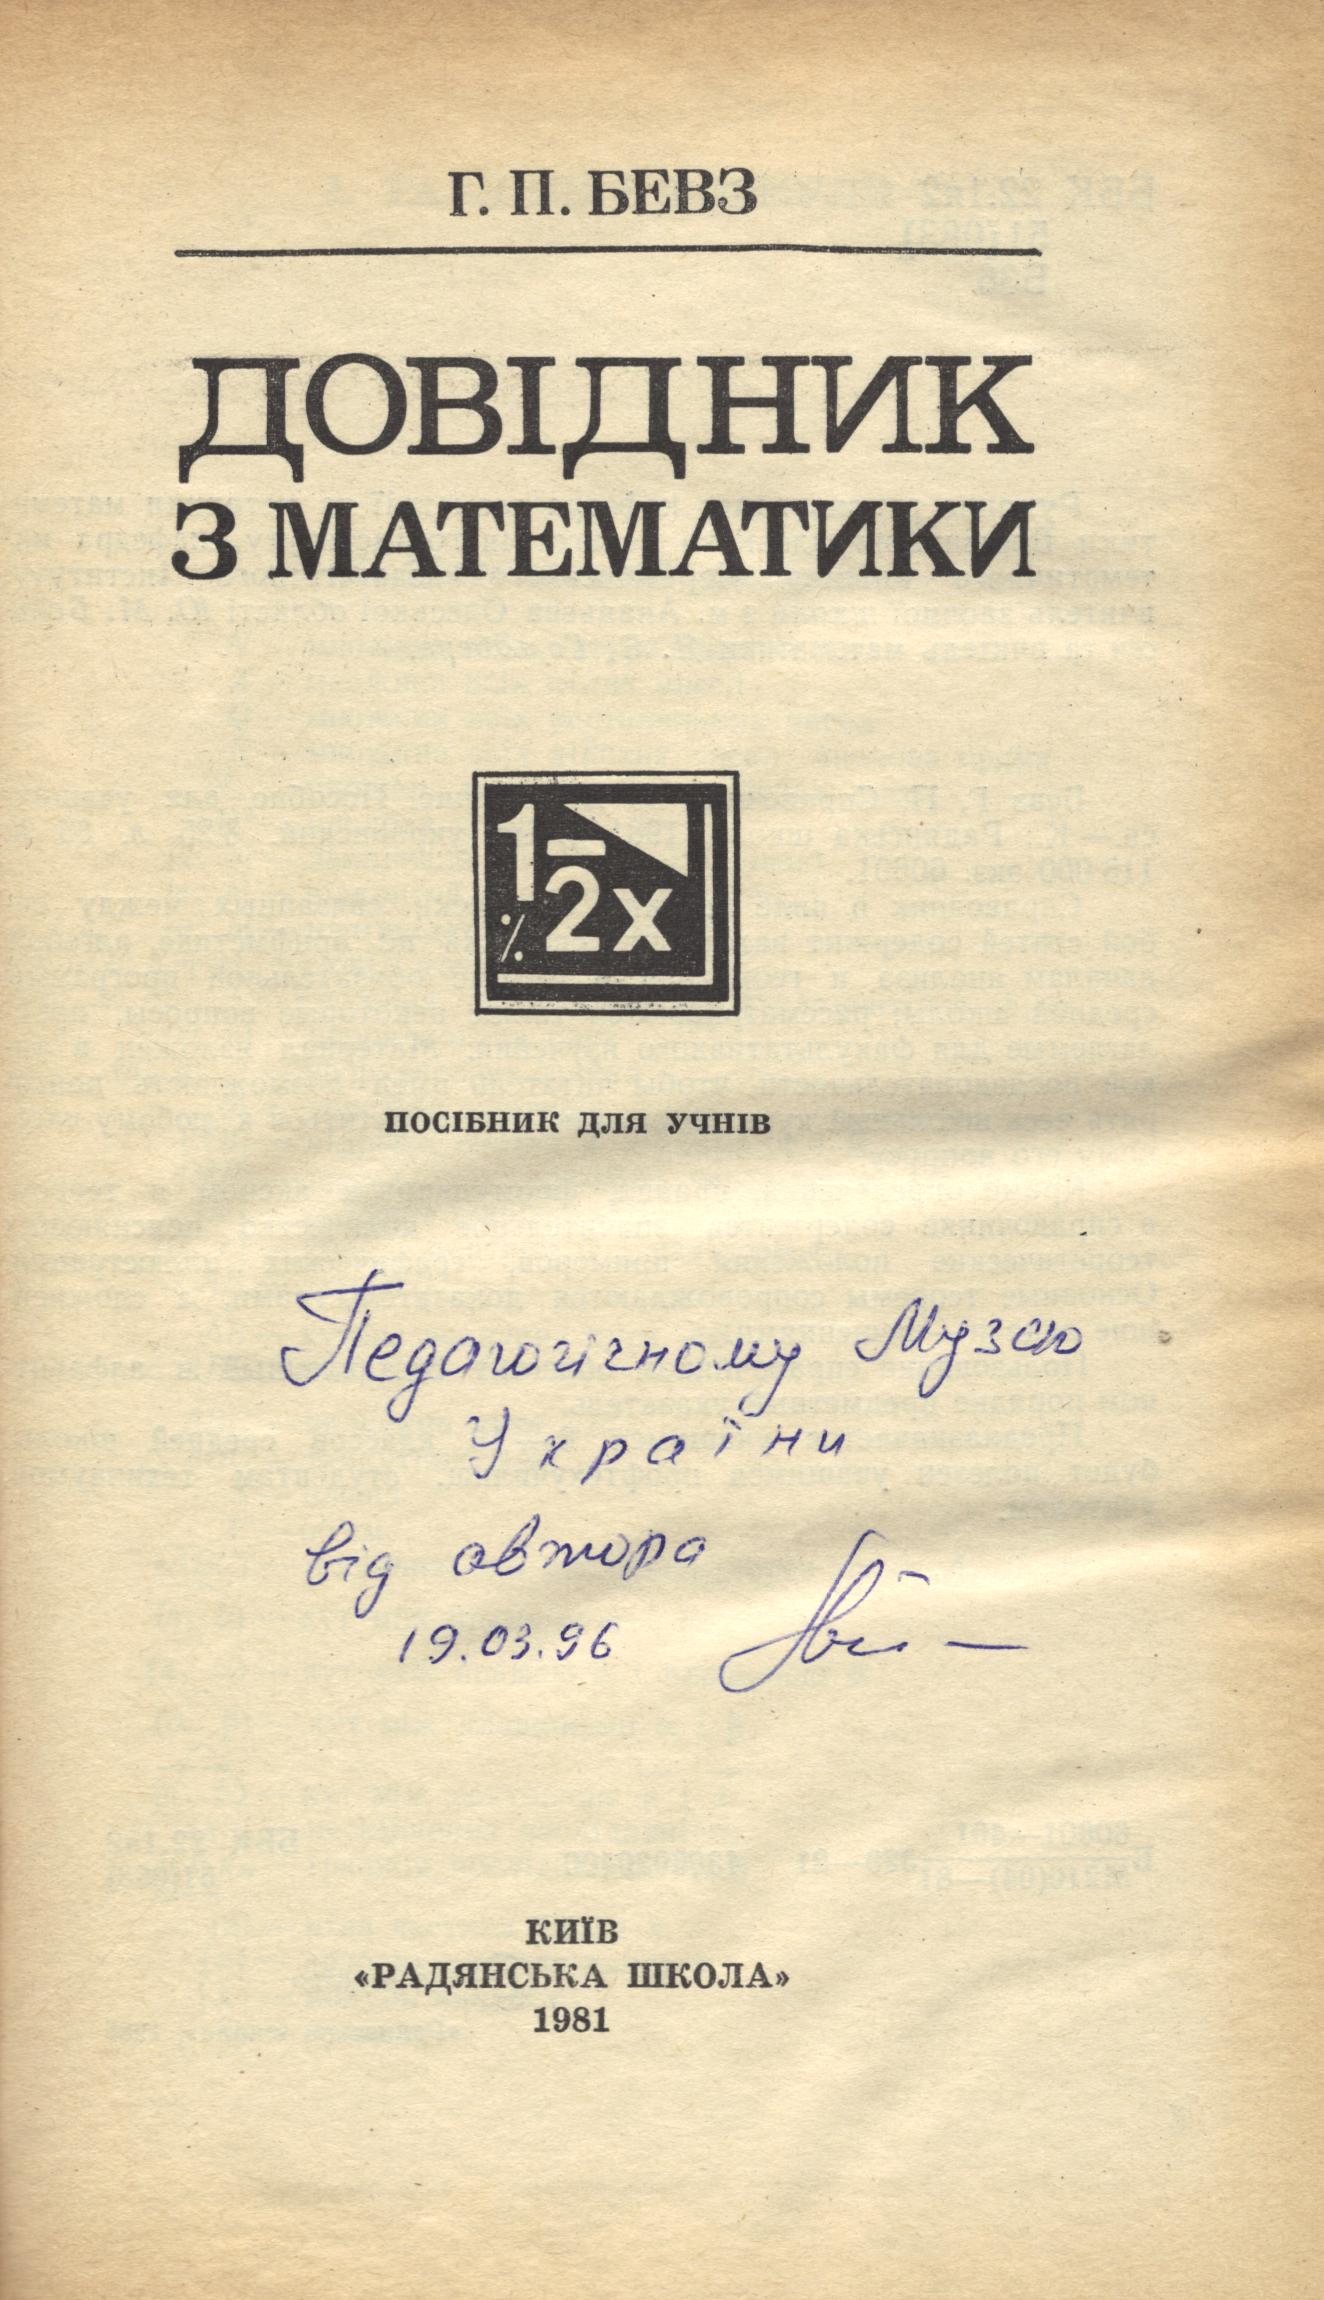 Г. П. БЕВЗ
ДОВІДНИК
З МАТЕМАТИКИ
1
2 x
%
ПОСІБНИК ДЛЯ УЧНІВ
Педагогічному Музею
України
від автора
19.03.96
КИЇВ
«РАДЯНСЬКА ШКОЛА»
1981